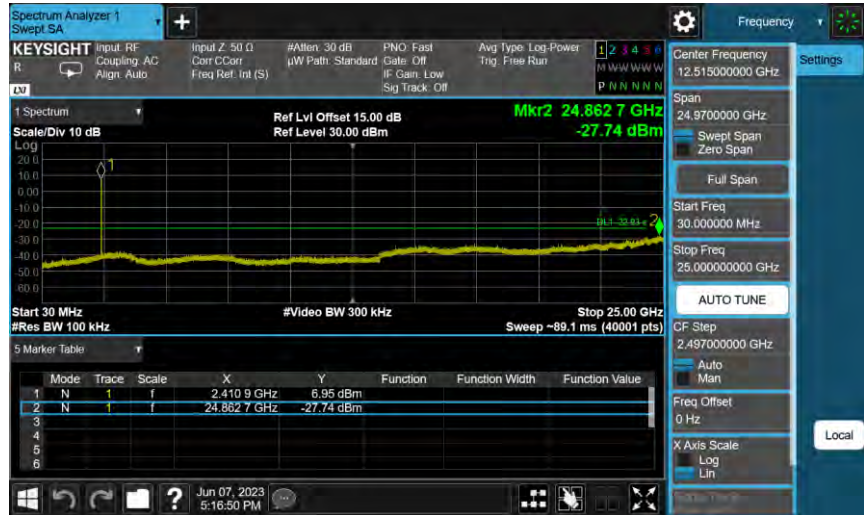 Spectrum Analyzer 1
Swept SA
+
Frequency
KEYSIGHT
R
LXI
Input: RF
Coupling: AC
Align: Auto
Input Z: 50 Ω
Corr CCorr
Freq Ref: Int (S)
#Atten: 30 dB
µW Path: Standard
PNO: Fast
Gate: Off
IF Gain: Low
Sig Track: Off
Avg Type: Log-Power
Trig: Free Run
1 2 3 4 5 6
M W W W W W
P N N N N N
1 Spectrum
Scale/Div 10 dB
Ref Lvl Offset 15.00 dB
Ref Level 30.00 dBm
Mkr2 24.862 7 GHz
-27.74 dBm
Log
20.0
10.0
0.00
-10.0
-20.0
-30.0
-40.0
-50.0
-60.0
1
2
Start 30 MHz
#Res BW 100 kHz
#Video BW 300 kHz
Stop 25.00 GHz
Sweep ~89.1 ms (40001 pts)
5 Marker Table
Mode Trace Scale X Y Function Function Width Function Value
1 N 1 f 2.410 9 GHz 6.95 dBm
2 N 1 f 24.862 7 GHz -27.74 dBm
3
4
5
6
?
Jun 07, 2023
5:16:50 PM
Center Frequency
12.515000000 GHz
Settings
Span
24.9700000 GHz
Swept Span
Zero Span
Full Span
Start Freq
30.000000 MHz
Stop Freq
25.000000000 GHz
AUTO TUNE
CF Step
2.497000000 GHz
Auto
Man
Freq Offset
0 Hz
X Axis Scale
Log
Lin
Local